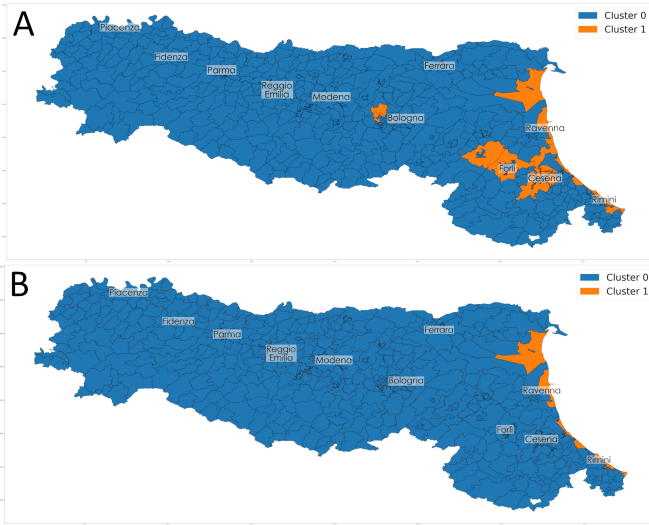 A
Cluster 0
Cluster 1
Piacenza
Fidenza
Parma
Reggio
Emilia
Modena
Ferrara
Bologna
Ravenna
Forlì
Cesena
Rimini
B
Cluster 0
Cluster 1
Piacenza
Fidenza
Parma
Reggio
Emilia
Modena
Ferrara
Bologna
Ravenna
Forlì
Cesena
Rimini